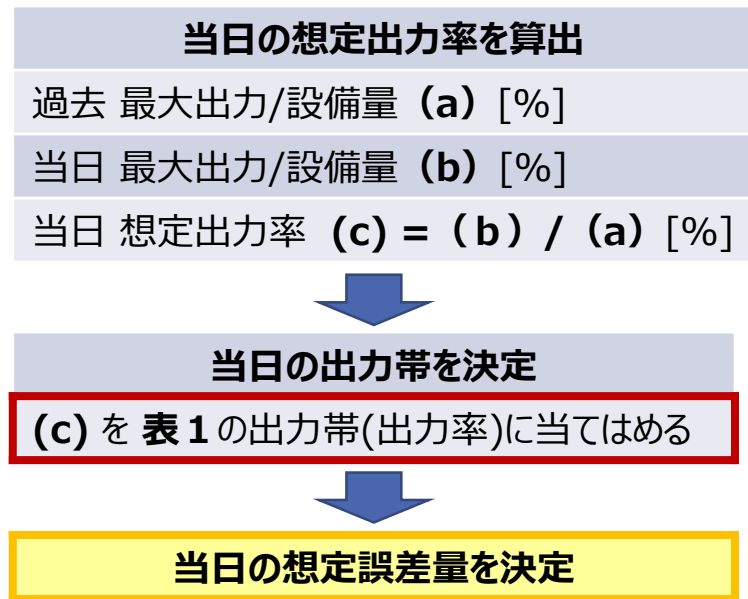 当日の想定出力率を算出
過去 最大出力/設備量（a）[%]
当日 最大出力/設備量（b）[%]
当日 想定出力率 (c) =（b）/（a）[%]
当日の出力帯を決定
(c) を 表１の出力帯(出力率)に当てはめる
当日の想定誤差量を決定